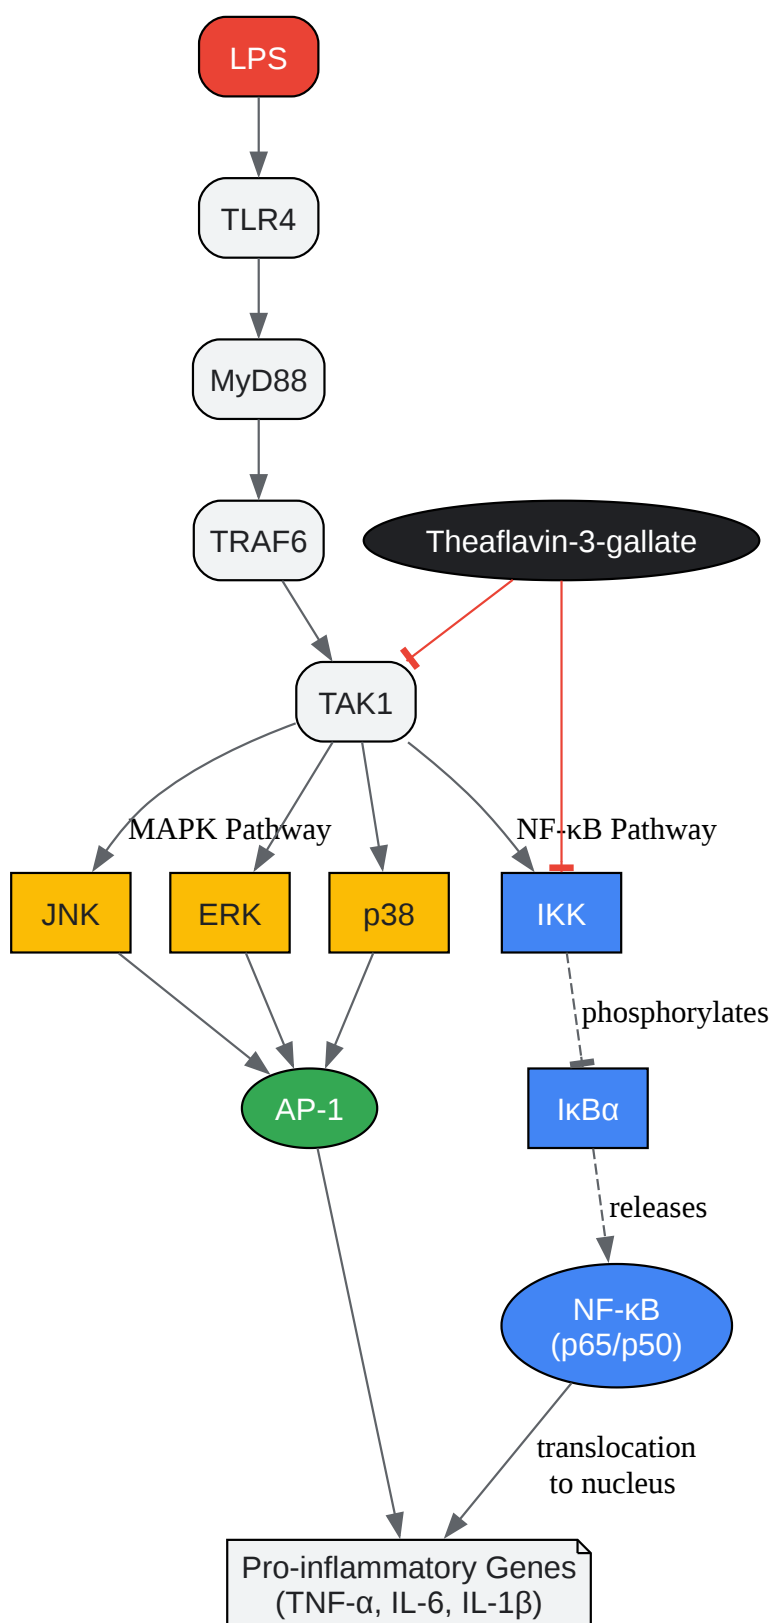 LPS
TLR4
MyD88
TRAF6
Theaflavin-3-gallate
TAK1
MAPK Pathway
NF-κB Pathway
JNK
ERK
p38
IKK
phosphorylates
AP-1
IκBα
releases
NF-κB
(p65/p50)
translocation
to nucleus
Pro-inflammatory Genes
(TNF-α, IL-6, IL-1β)